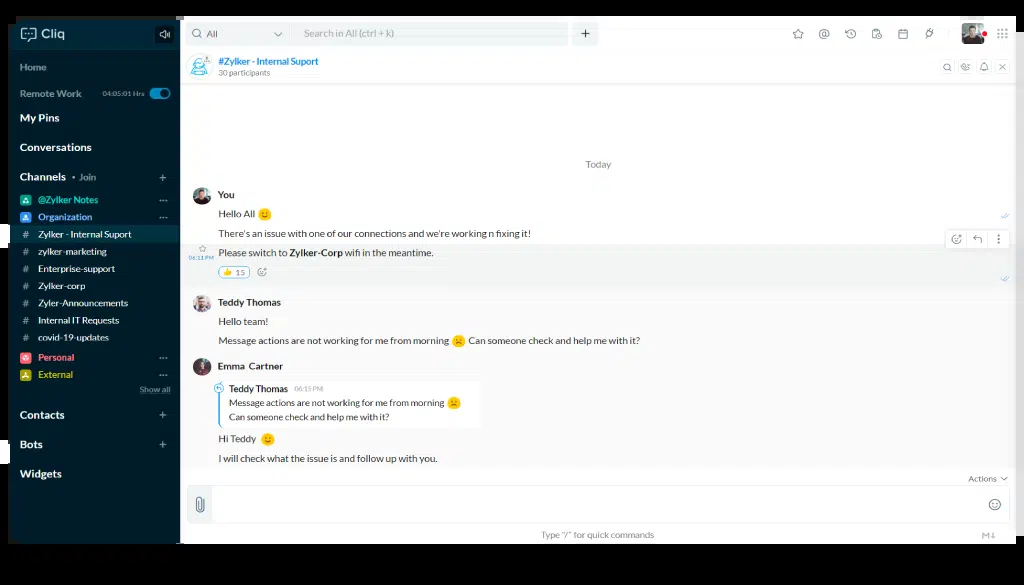 Cliq
All
Search in All (ctrl + k)
+
Home
#Zylker - Internal Suport
30 participants
Remote Work 04:05:01 Hrs
My Pins
Conversations
Channels • Join +
@Zylker Notes ...
Organization ...
# Zylker - Internal Suport
# zylker-marketing
# Enterprise-support
# Zylker-corp
# Zyler-Announcements
# Internal IT Requests
# covid-19-updates
Personal ...
External ...
Show all
Contacts +
Bots +
Widgets
Today
You
Hello All 🙂
There's an issue with one of our connections and we're working n fixing it!
06:11 PM Please switch to Zylker-Corp wifi in the meantime.
👍 15
Teddy Thomas
Hello team!
Message actions are not working for me from morning ☹️ Can someone check and help me with it?
Emma Cartner
Teddy Thomas 06:15 PM
Message actions are not working for me from morning ☹️
Can someone check and help me with it?
Hi Teddy 🙂
I will check what the issue is and follow up with you.
Actions
Type "/" for quick commands
M↓